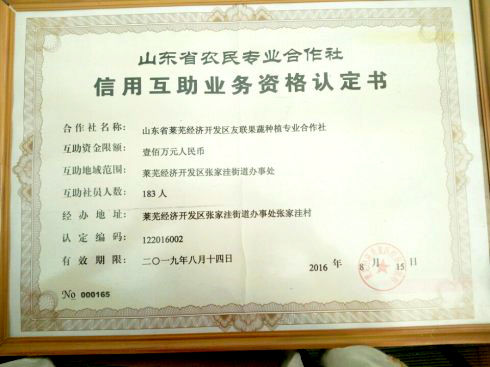 山东省农民专业合作社
信用互助业务资格认定书
合作社名称： 山东省莱芜经济开发区友联果蔬种植专业合作社
互助资金限额： 壹佰万元人民币
互助地域范围： 莱芜经济开发区张家洼街道办事处
互助社员人数： 183 人
经办地址： 莱芜经济开发区张家洼街道办事处张家洼村
认定编码： 122016002
有效期限： 二〇一九年八月十四日
2016 年 8 月 15 日
No 000165